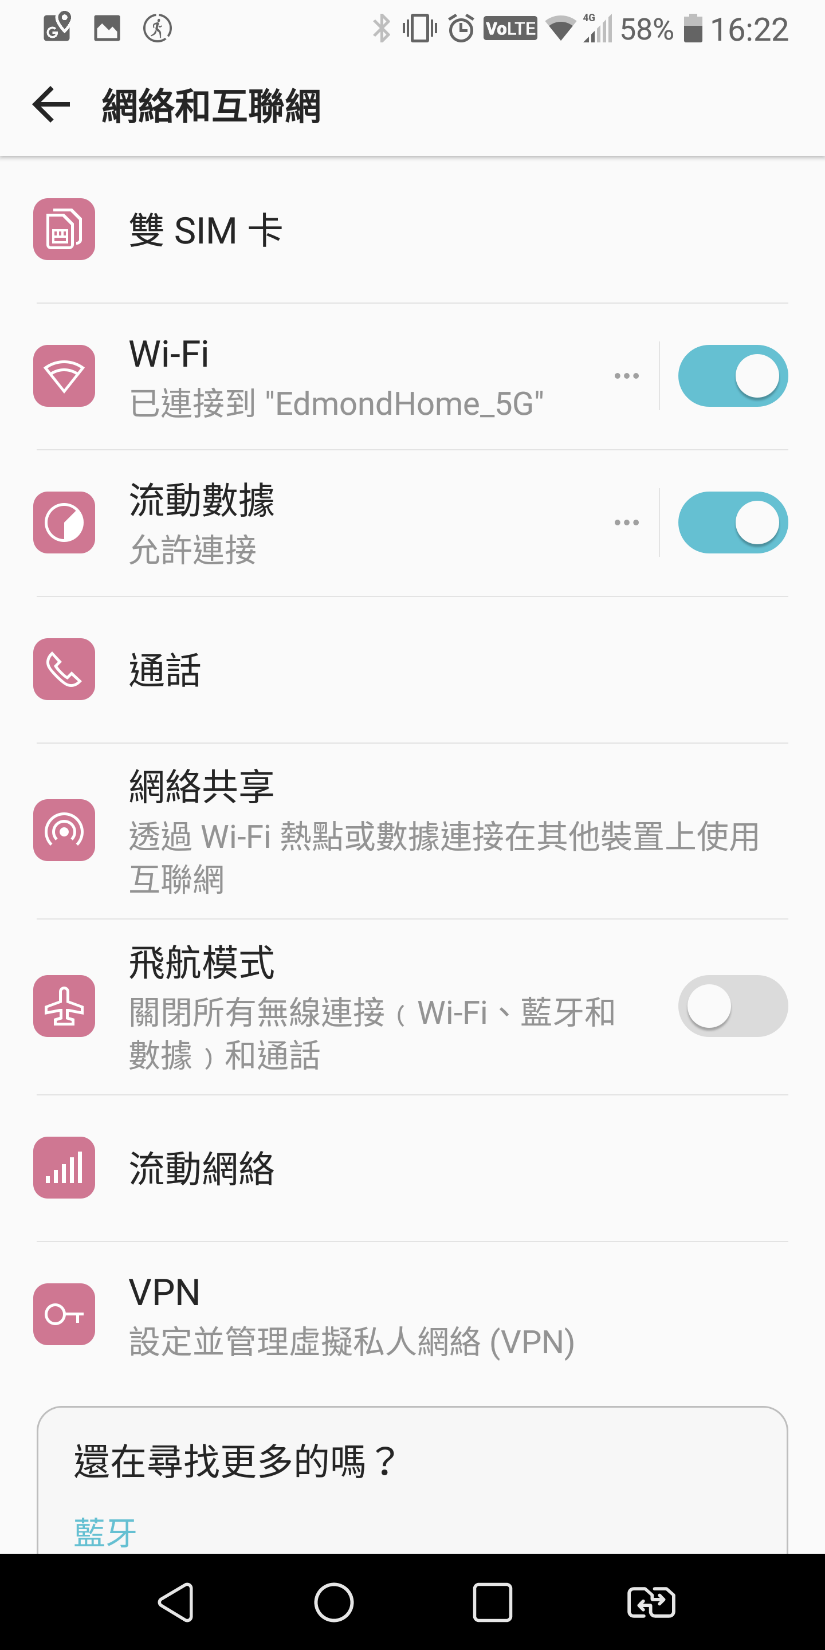 VoLTE 4G 58% 16:22
網絡和互聯網
雙 SIM 卡
Wi-Fi
已連接到 "EdmondHome_5G"
流動數據
允許連接
通話
網絡共享
透過 Wi-Fi 熱點或數據連接在其他裝置上使用
互聯網
飛航模式
關閉所有無線連接﹙Wi-Fi、藍牙和
數據﹚和通話
流動網絡
VPN
設定並管理虛擬私人網絡 (VPN)
還在尋找更多的嗎？
藍牙